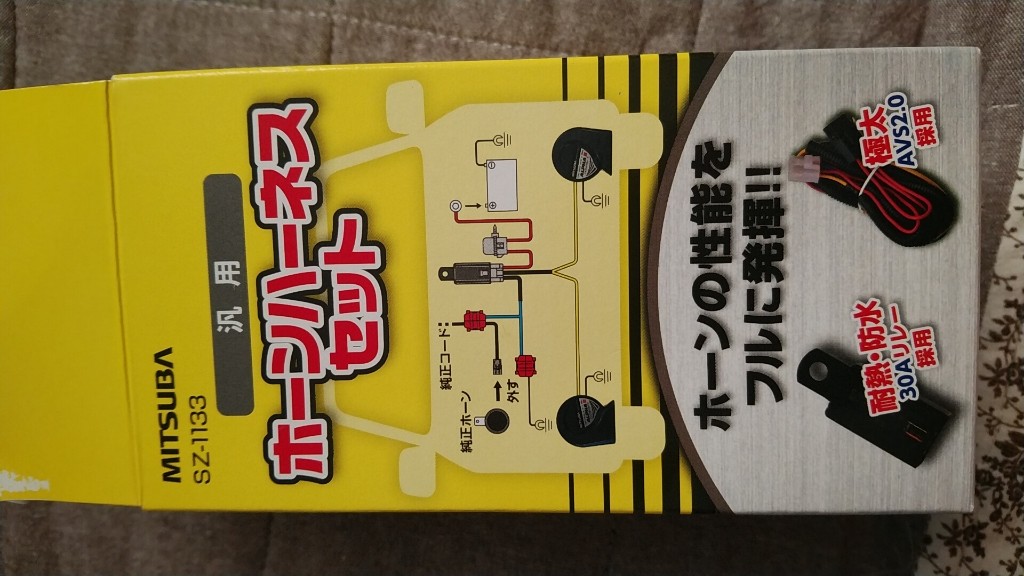 MITSUBA
SZ-1133
汎用
ホーンハーネス
セット
純正コード
純正ホーン
外す
ホーンの性能を
フルに発揮!!
極太
AVS2.0
採用
耐熱・防水
30Aリレー
採用